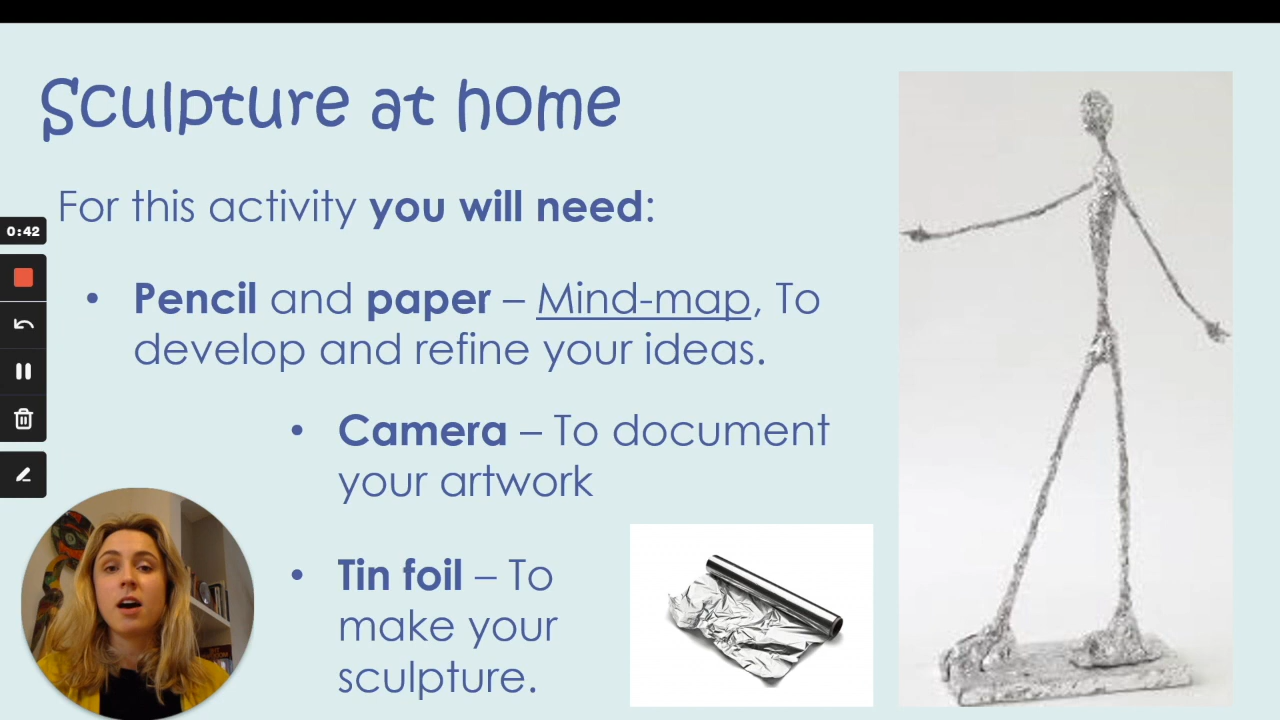 Sculpture at home
For this activity you will need:
0:42
• Pencil and paper – Mind-map, To
develop and refine your ideas.
• Camera – To document
your artwork
• Tin foil – To
make your
sculpture.